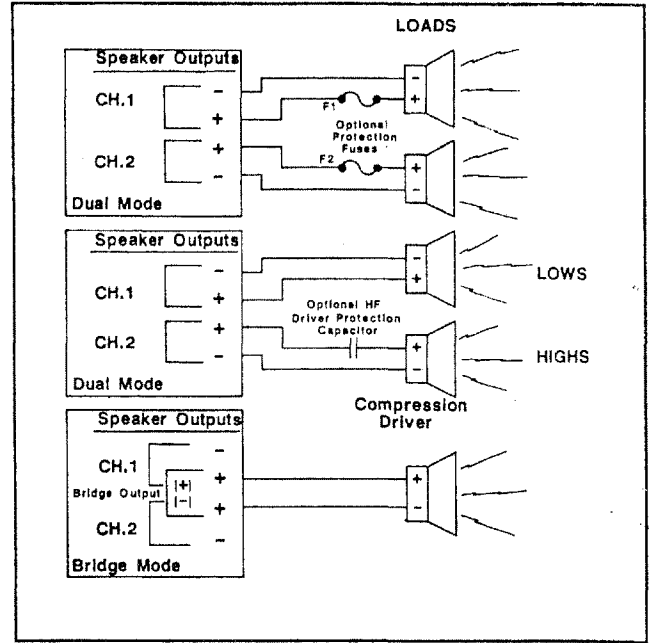 LOADS
Speaker Outputs
CH.1
-
+
CH.2
+
-
Dual Mode
F1
Optional
Protection
Fuses
F2
-
+
+
-
Speaker Outputs
CH.1
-
+
CH.2
+
-
Dual Mode
Optional HF
Driver Protection
Capacitor
-
+
+
-
LOWS
HIGHS
Compression
Driver
Speaker Outputs
CH.1
Bridge Output
|+|
|-|
CH.2
-
+
+
-
Bridge Mode
+
-